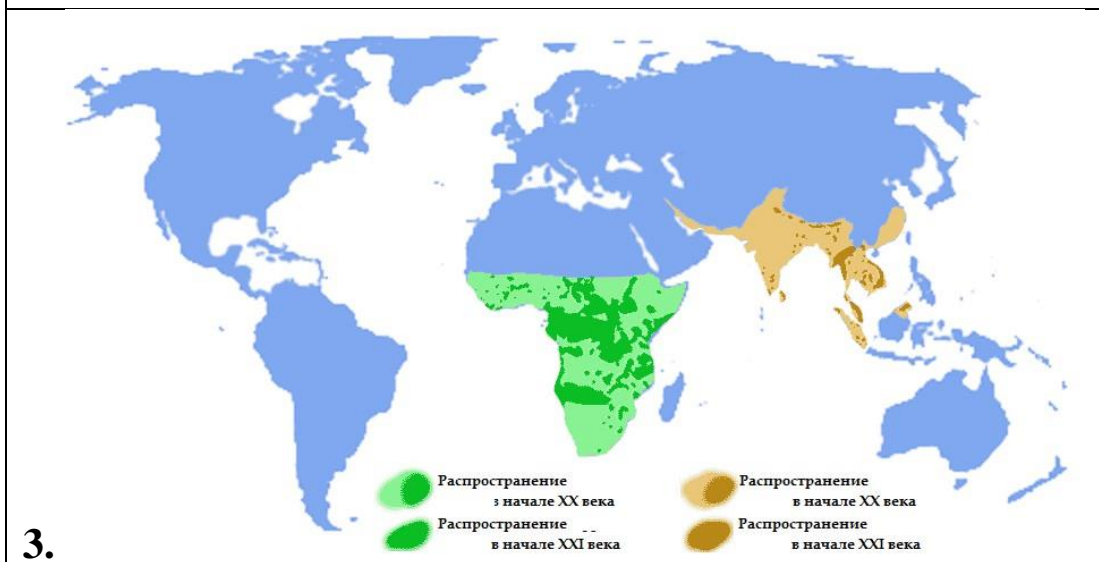 Распространение
з начале XX века
Распространение
в начале XXI века
Распространение
в начале XX века
Распространение
в начале XXI века
3.